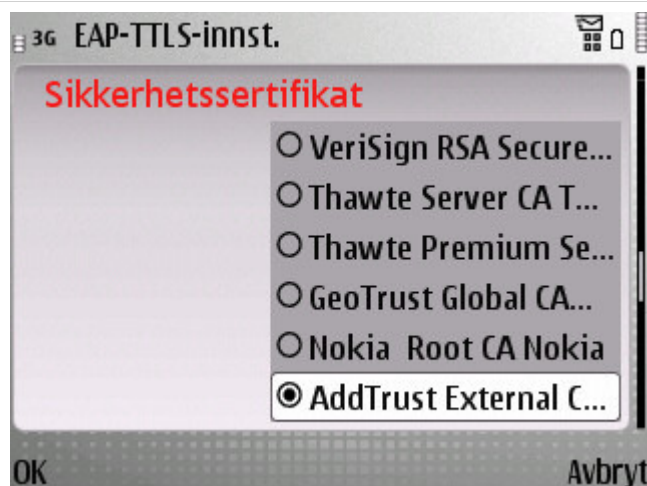 3G EAP-TTLS-innst.
Sikkerhetssertifikat
VeriSign RSA Secure...
Thawte Server CA T...
Thawte Premium Se...
GeoTrust Global CA...
Nokia Root CA Nokia
AddTrust External C...
OK Avbryt